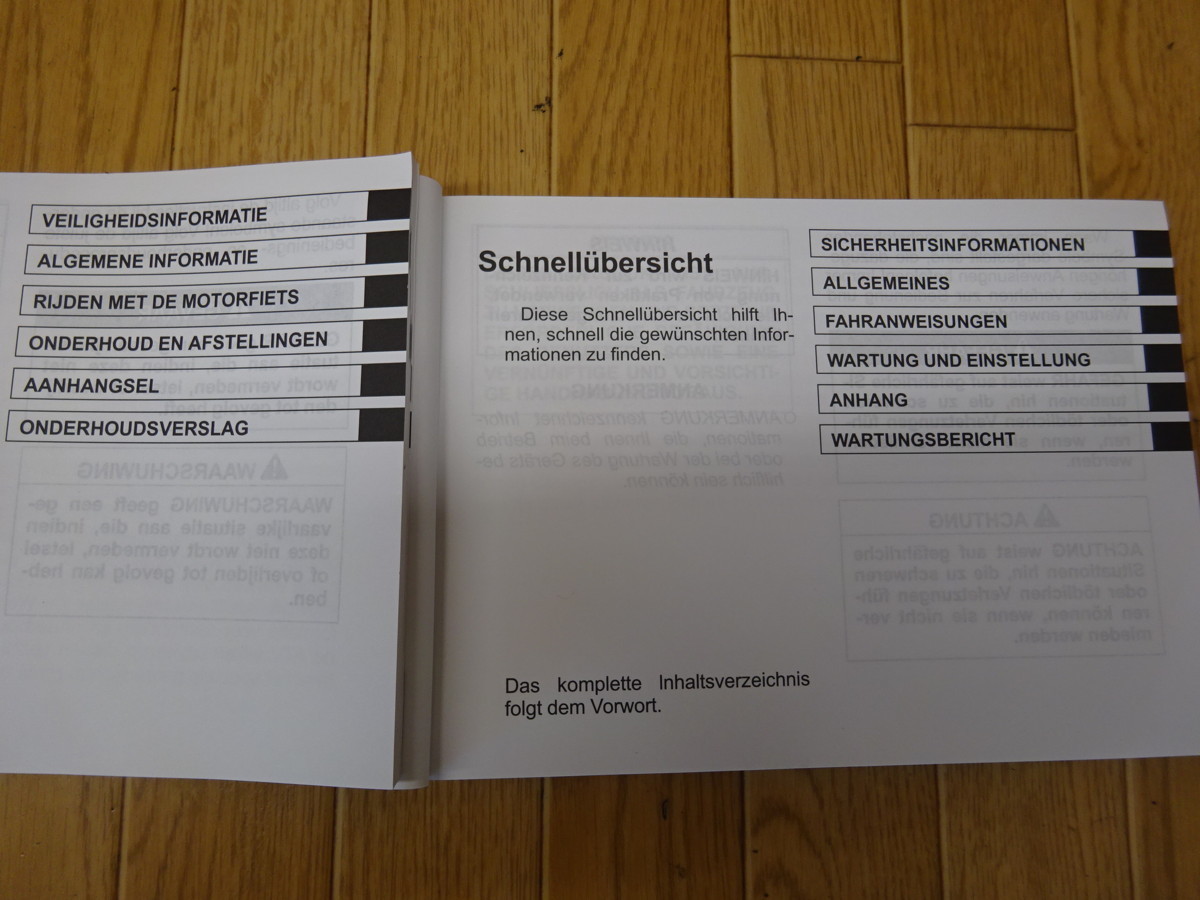 VEILIGHEIDSINFORMATIE
ALGEMENE INFORMATIE
RIJDEN MET DE MOTORFIETS
ONDERHOUD EN AFSTELLINGEN
AANHANGSEL
ONDERHOUDSVERSLAG
Schnellübersicht
Diese Schnellübersicht hilft Ih-
nen, schnell die gewünschten Infor-
mationen zu finden.
Das komplette Inhaltsverzeichnis
folgt dem Vorwort.
SICHERHEITSINFORMATIONEN
ALLGEMEINES
FAHRANWEISUNGEN
WARTUNG UND EINSTELLUNG
ANHANG
WARTUNGSBERICHT